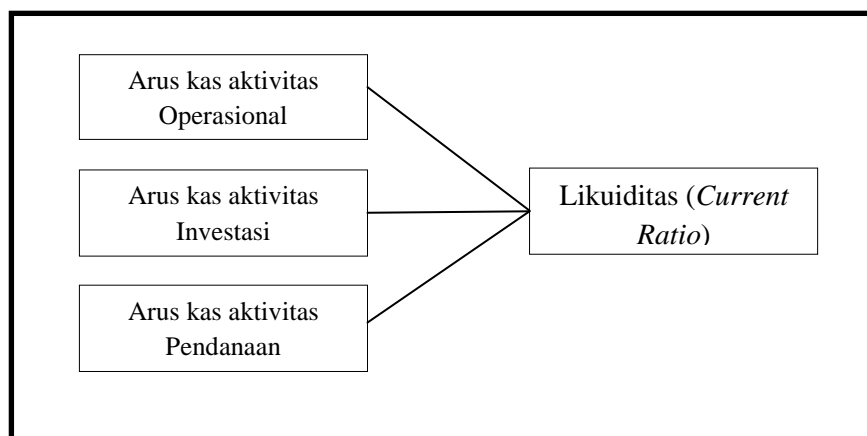 Arus kas aktivitas
Operasional
Arus kas aktivitas
Investasi
Arus kas aktivitas
Pendanaan
Likuiditas (Current
Ratio)